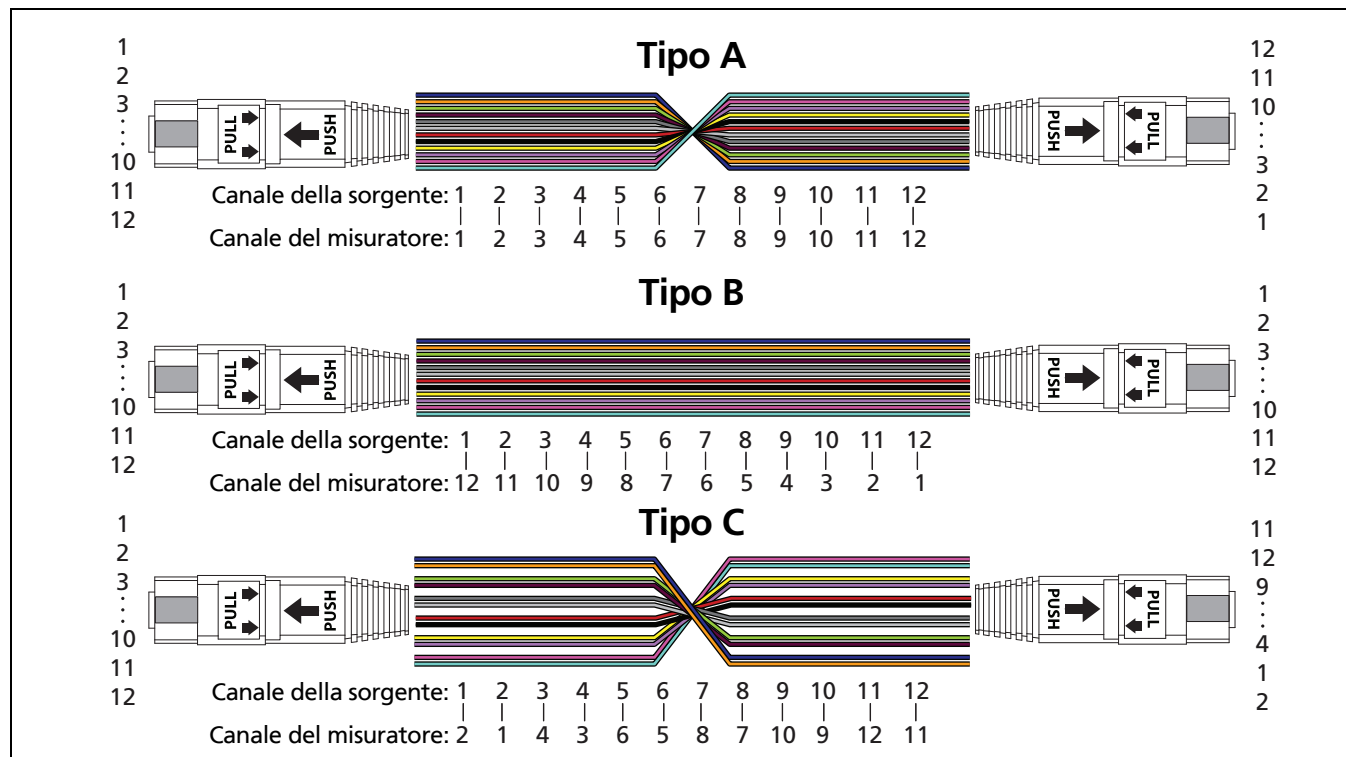 Tipo A
1
2
3
.
.
.
10
11
12
PULL
PUSH
PUSH
PULL
12
11
10
.
.
.
3
2
1
Canale della sorgente: 1 2 3 4 5 6 7 8 9 10 11 12
Canale del misuratore: 1 2 3 4 5 6 7 8 9 10 11 12
Tipo B
1
2
3
.
.
.
10
11
12
PULL
PUSH
PUSH
PULL
1
2
3
.
.
.
10
11
12
Canale della sorgente: 1 2 3 4 5 6 7 8 9 10 11 12
Canale del misuratore: 12 11 10 9 8 7 6 5 4 3 2 1
Tipo C
1
2
3
.
.
.
10
11
12
PULL
PUSH
PUSH
PULL
11
12
9
.
.
.
4
1
2
Canale della sorgente: 1 2 3 4 5 6 7 8 9 10 11 12
Canale del misuratore: 2 1 4 3 6 5 8 7 10 9 12 11